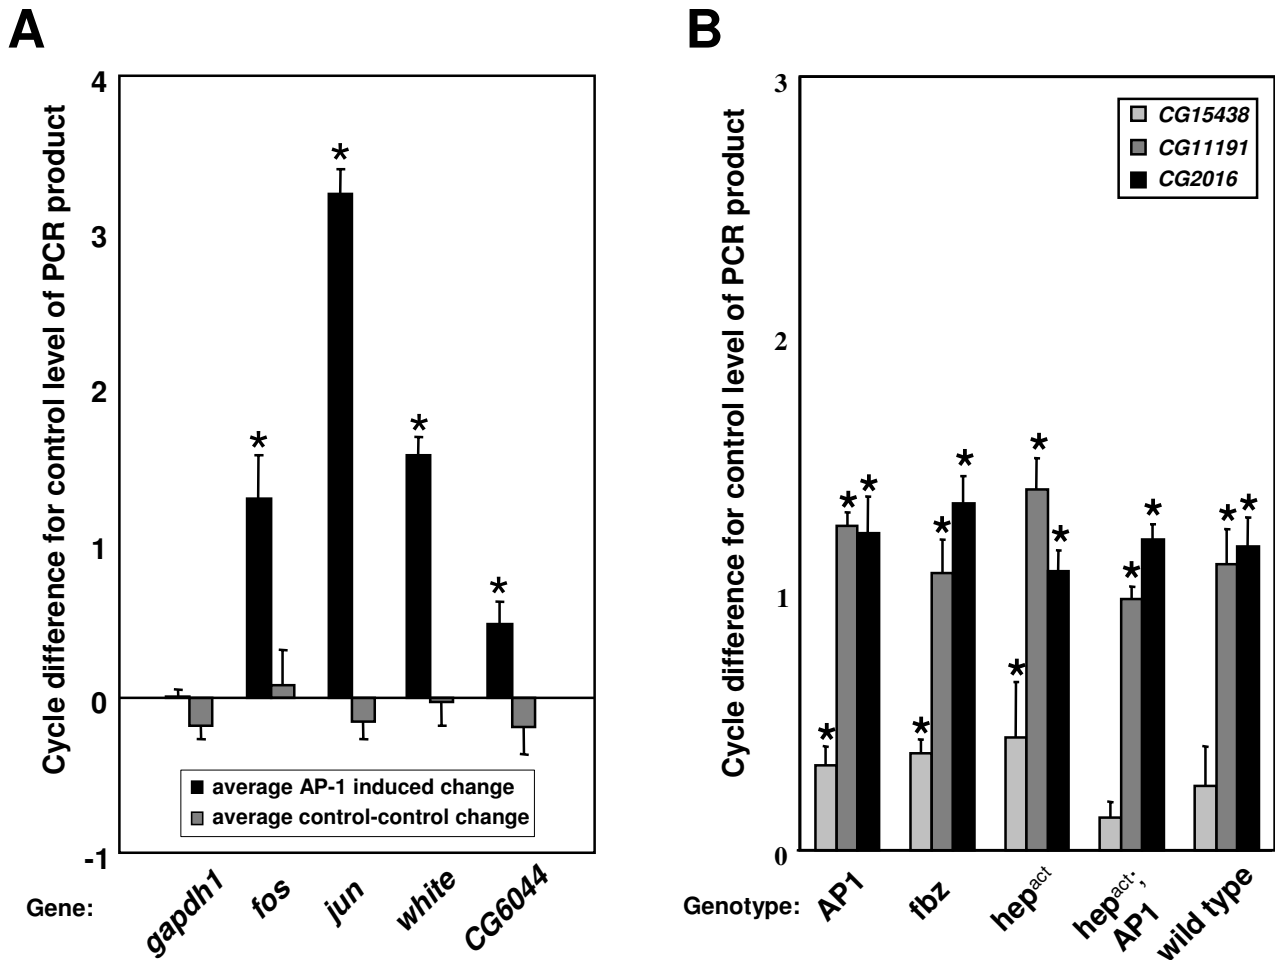 A
Cycle difference for control level of PCR product
4
3
2
1
0
-1
*
*
*
*
average AP-1 induced change
average control-control change
Gene:
gapdh1
fos
jun
white
CG6044
B
Cycle difference for control level of PCR product
3
2
1
0
CG15438
CG11191
CG2016
*
*
*
*
*
*
*
*
*
*
*
*
*
Genotype:
AP1
fbz
hepact
hepact;
AP1
wild type